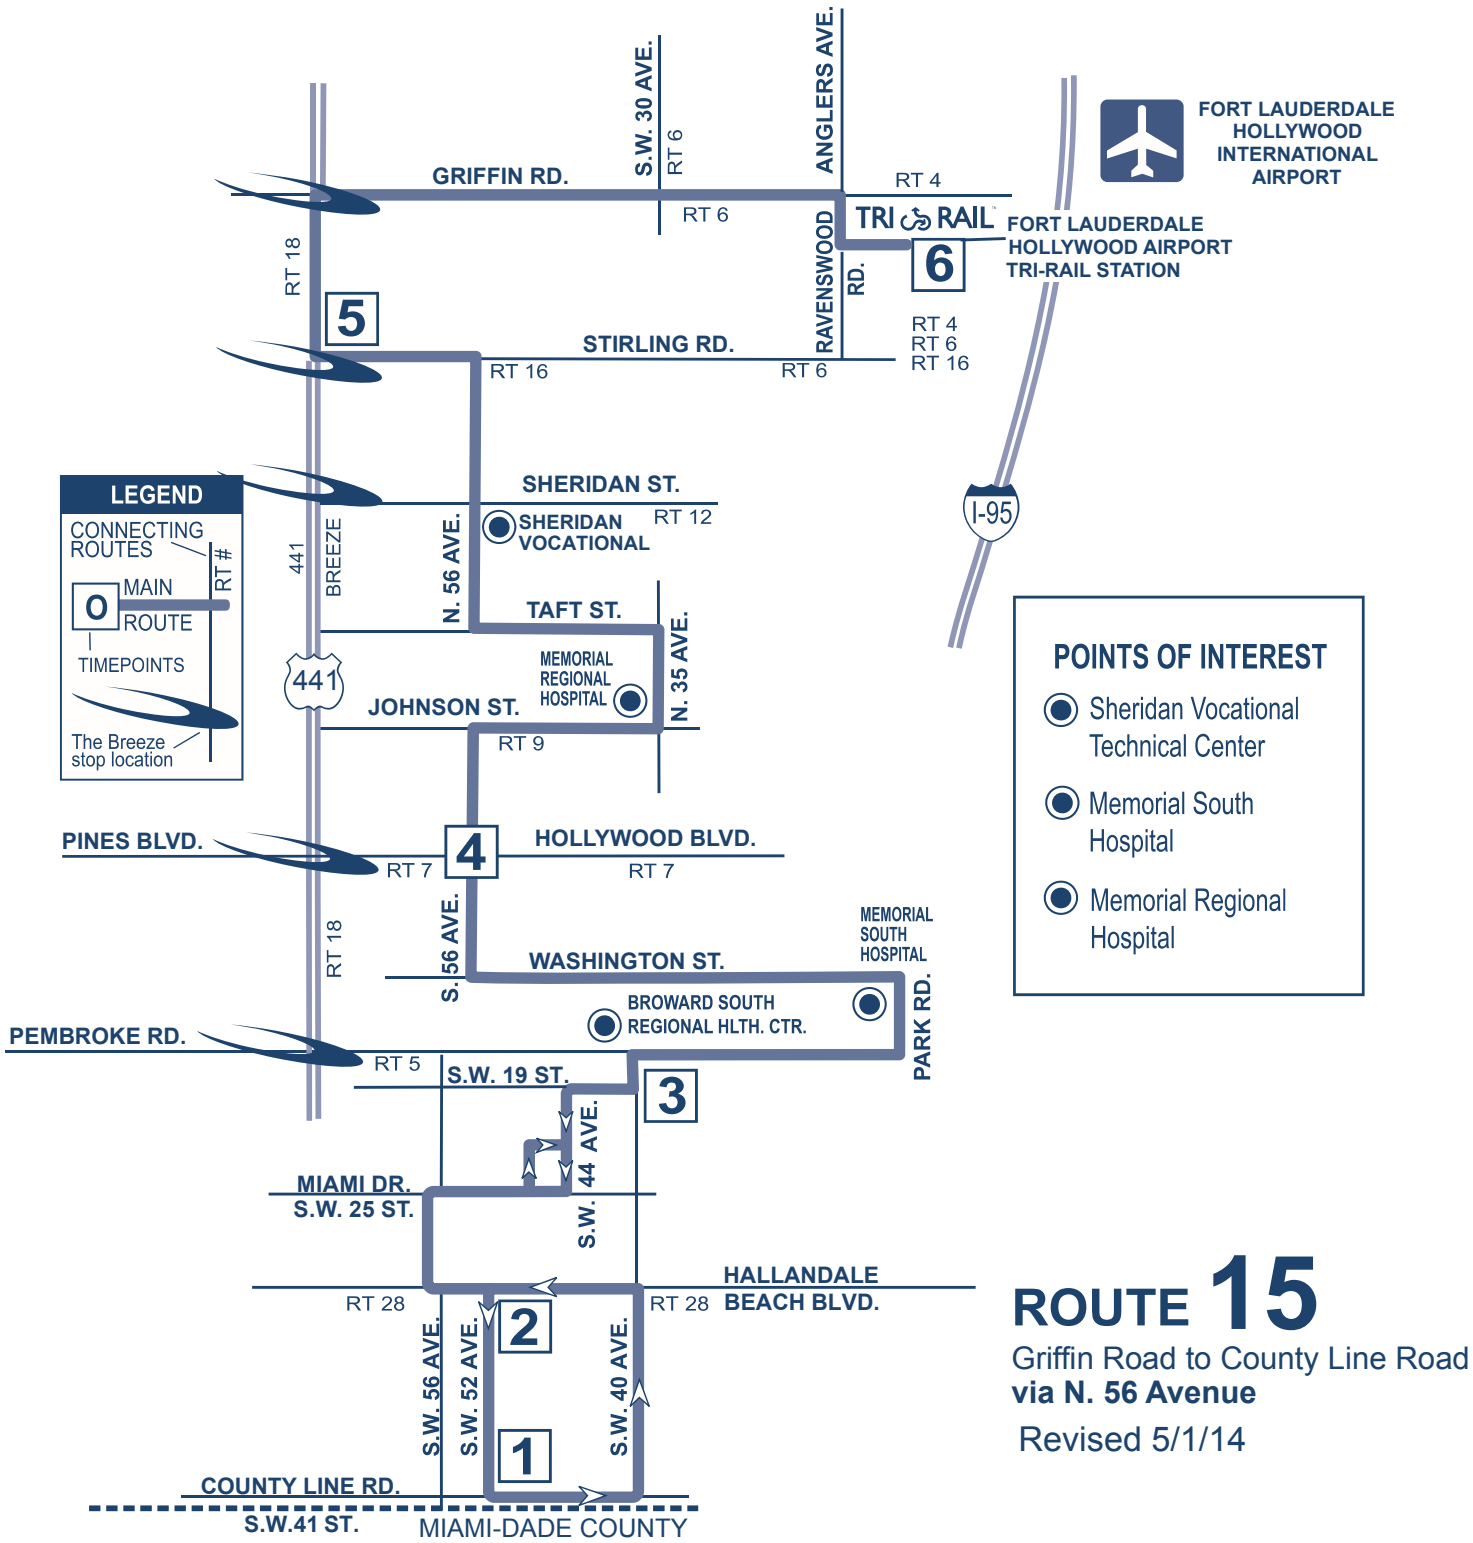 S.W. 30 AVE.
RT 6
ANGLERS AVE.
FORT LAUDERDALE
HOLLYWOOD
INTERNATIONAL
AIRPORT
GRIFFIN RD.
RT 4
RT 6
RT 18
TRI RAIL
RAVENSWOOD
RD.
FORT LAUDERDALE
HOLLYWOOD AIRPORT
TRI-RAIL STATION
6
5
RT 4
RT 6
RT 16
STIRLING RD.
RT 16
RT 6
LEGEND
CONNECTING
ROUTES
RT #
0
MAIN
ROUTE
TIMEPOINTS
The Breeze
stop location
SHERIDAN ST.
RT 12
441
BREEZE
N. 56 AVE.
SHERIDAN
VOCATIONAL
I-95
TAFT ST.
MEMORIAL
REGIONAL
HOSPITAL
N. 35 AVE.
441
JOHNSON ST.
RT 9
POINTS OF INTEREST
Sheridan Vocational
Technical Center
Memorial South
Hospital
Memorial Regional
Hospital
PINES BLVD.
RT 7
4
HOLLYWOOD BLVD.
RT 7
RT 18
S. 56 AVE.
WASHINGTON ST.
MEMORIAL
SOUTH
HOSPITAL
BROWARD SOUTH
REGIONAL HLTH. CTR.
PARK RD.
PEMBROKE RD.
RT 5
S.W. 19 ST.
3
S.W. 44 AVE.
MIAMI DR.
S.W. 25 ST.
HALLANDALE
BEACH BLVD.
RT 28
RT 28
2
S.W. 56 AVE.
S.W. 52 AVE.
S.W. 40 AVE.
1
COUNTY LINE RD.
S.W.41 ST.
MIAMI-DADE COUNTY
ROUTE 15
Griffin Road to County Line Road
via N. 56 Avenue
Revised 5/1/14